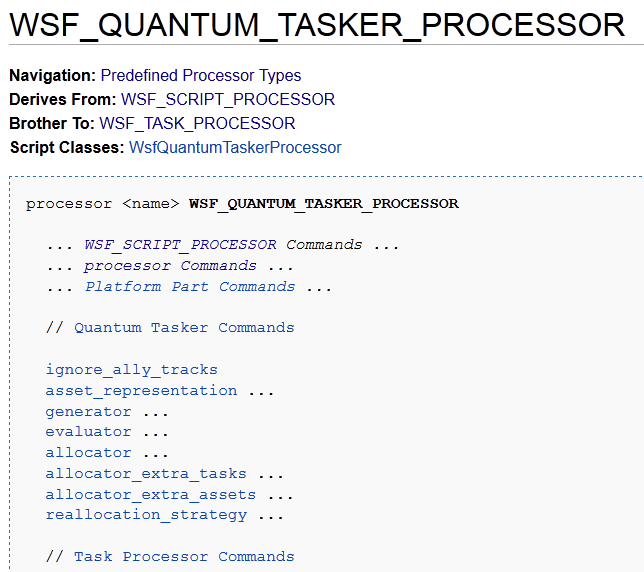 WSF_QUANTUM_TASKER_PROCESSOR
Navigation: Predefined Processor Types
Derives From: WSF_SCRIPT_PROCESSOR
Brother To: WSF_TASK_PROCESSOR
Script Classes: WsfQuantumTaskerProcessor
processor <name> WSF_QUANTUM_TASKER_PROCESSOR
... WSF_SCRIPT_PROCESSOR Commands ...
... processor Commands ...
... Platform Part Commands ...
// Quantum Tasker Commands
ignore_ally_tracks
asset_representation ...
generator ...
evaluator ...
allocator ...
allocator_extra_tasks ...
allocator_extra_assets ...
reallocation_strategy ...
// Task Processor Commands